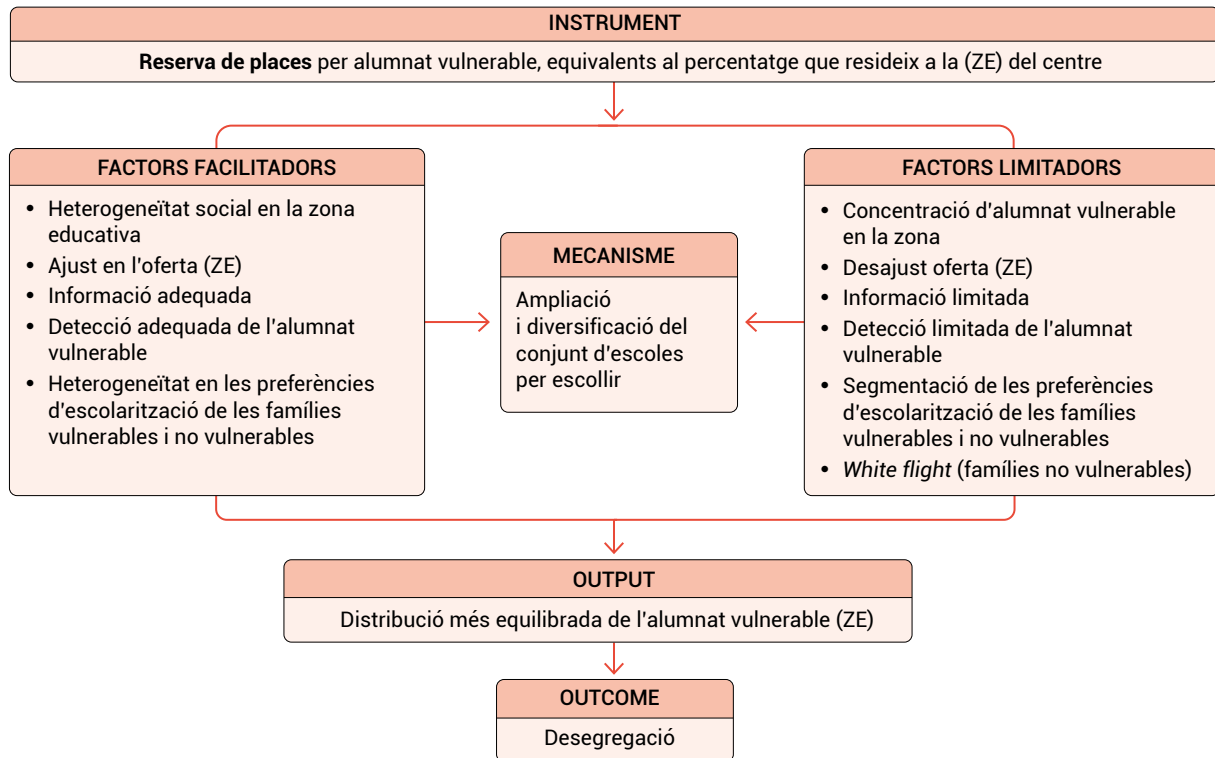 INSTRUMENT
Reserva de places per alumnat vulnerable, equivalents al percentatge que resideix a la (ZE) del centre
FACTORS FACILITADORS
• Heterogeneïtat social en la zona
educativa
• Ajust en l'oferta (ZE)
• Informació adequada
• Detecció adequada de l'alumnat
vulnerable
• Heterogeneïtat en les preferències
d'escolarització de les famílies
vulnerables i no vulnerables
MECANISME
Ampliació
i diversificació del
conjunt d'escoles
per escollir
FACTORS LIMITADORS
• Concentració d'alumnat vulnerable
en la zona
• Desajust oferta (ZE)
• Informació limitada
• Detecció limitada de l'alumnat
vulnerable
• Segmentació de les preferències
d'escolarització de les famílies
vulnerables i no vulnerables
• White flight (famílies no vulnerables)
OUTPUT
Distribució més equilibrada de l'alumnat vulnerable (ZE)
OUTCOME
Desegregació